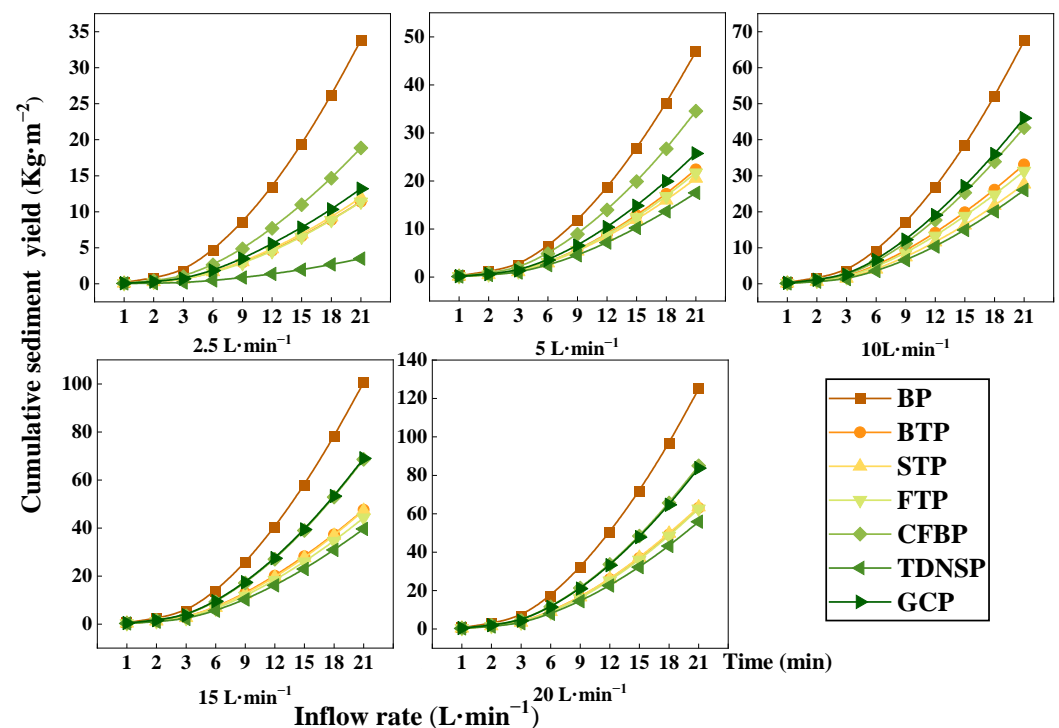 Cumulative sediment yield (Kg·m⁻²)
35
30
25
20
15
10
5
0
1 2 3 6 9 12 15 18 21
2.5 L·min⁻¹
50
40
30
20
10
0
1 2 3 6 9 12 15 18 21
5 L·min⁻¹
70
60
50
40
30
20
10
0
1 2 3 6 9 12 15 18 21
10L·min⁻¹
100
80
60
40
20
0
1 2 3 6 9 12 15 18 21
15 L·min⁻¹
140
120
100
80
60
40
20
0
1 2 3 6 9 12 15 18 21
20 L·min⁻¹
Time (min)
Inflow rate (L·min⁻¹)
BP
BTP
STP
FTP
CFBP
TDNSP
GCP